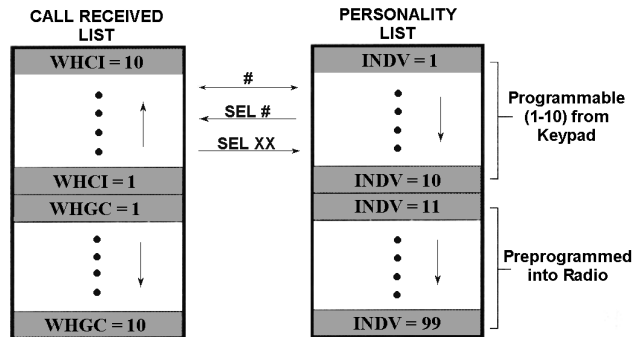 CALL RECEIVED
LIST
WHCI = 10
WHCI = 1
WHGC = 1
WHGC = 10
#
SEL #
SEL XX
PERSONALITY
LIST
INDV = 1
INDV = 10
INDV = 11
INDV = 99
Programmable
(1-10) from
Keypad
Preprogrammed
into Radio